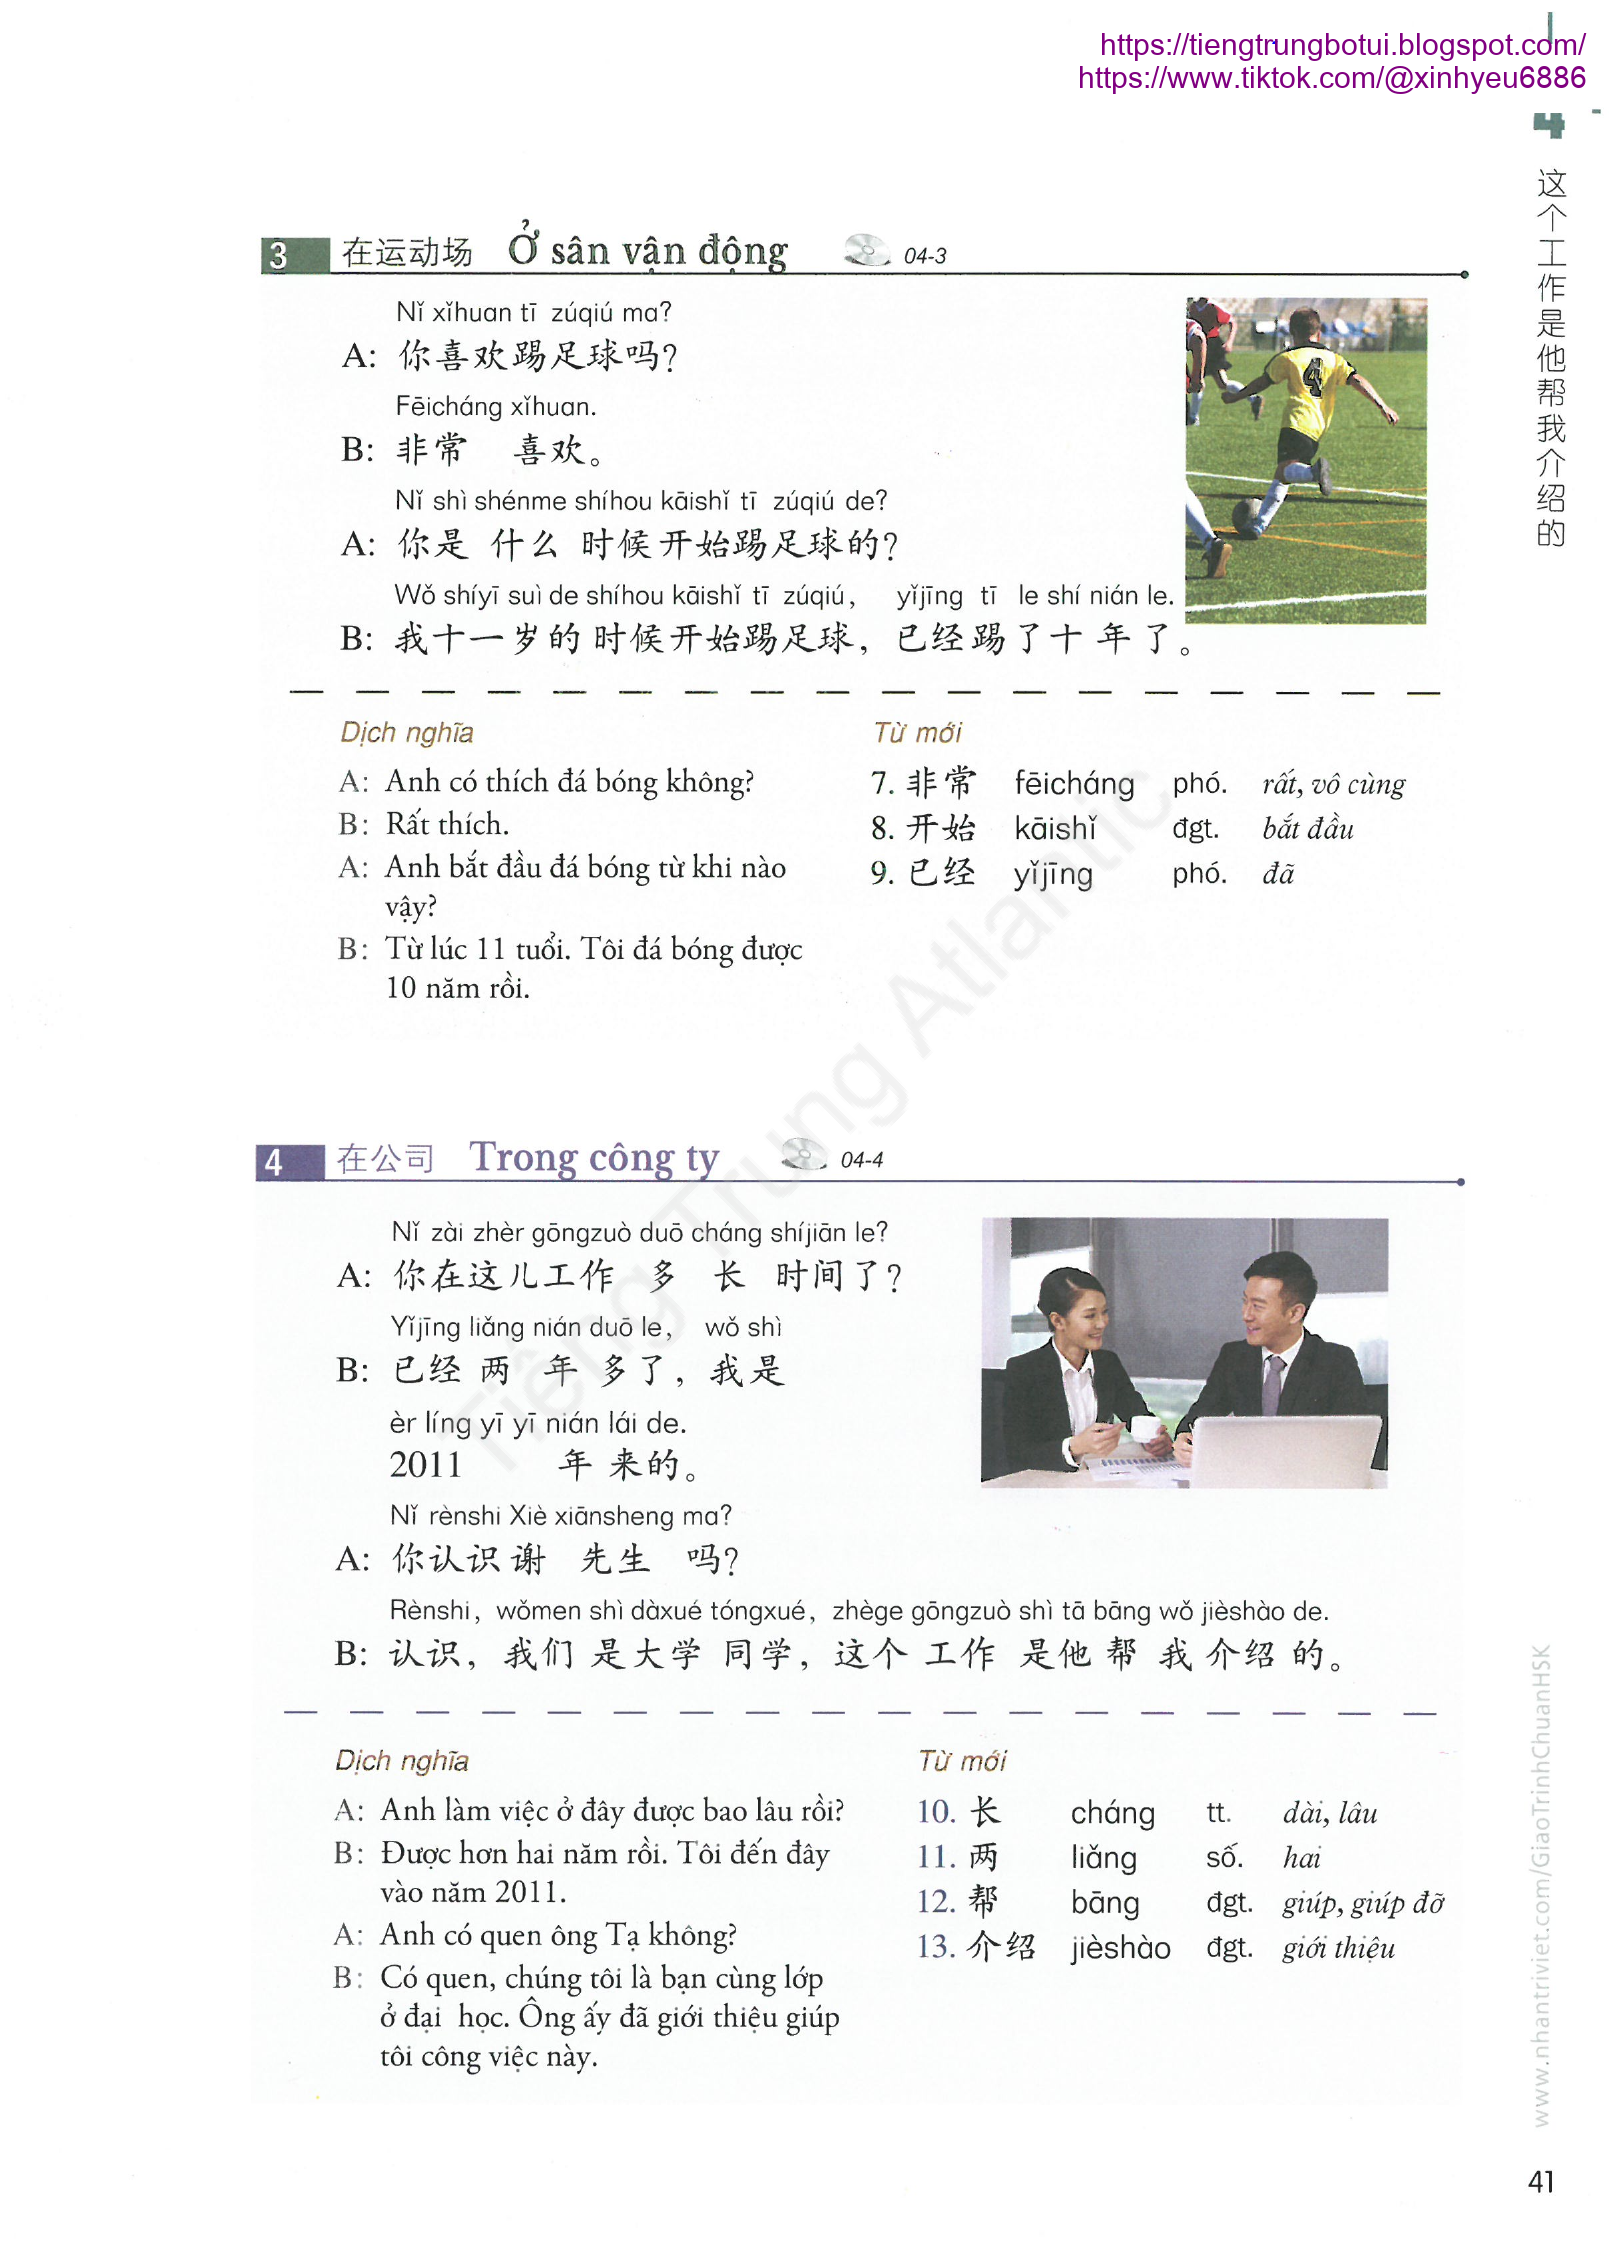 https://tiengtrungbotui.blogspot.com/
https://www.tiktok.com/@xinhyeu6886
4
这个工作是他帮我介绍的
3 在运动场 Ở sân vận động 04-3
Nǐ xǐhuan tī zúqiú ma?
A: 你喜欢踢足球吗?
Fēicháng xǐhuan.
B: 非常 喜欢。
Nǐ shì shénme shíhou kāishǐ tī zúqiú de?
A: 你是 什么 时候开始踢足球的?
Wǒ shíyī suì de shíhou kāishǐ tī zúqiú, yǐjīng tī le shí nián le.
B: 我十一岁的 时候开始踢足球, 已经踢了十 年了。
Dịch nghĩa
A: Anh có thích đá bóng không?
B: Rất thích.
A: Anh bắt đầu đá bóng từ khi nào
vậy?
B: Từ lúc 11 tuổi. Tôi đá bóng được
10 năm rồi.
Từ mới
7. 非常 fēicháng phó. rất, vô cùng
8. 开始 kāishǐ đgt. bắt đầu
9. 已经 yǐjīng phó. đã
Tiếng Trung Atlantic
4 在公司 Trong công ty 04-4
Nǐ zài zhèr gōngzuò duō cháng shíjiān le?
A: 你在这儿工作 多 长 时间了?
Yǐjīng liǎng nián duō le, wǒ shì
B: 已经 两 年 多了, 我是
èr líng yī yī nián lái de.
2011 年 来的。
Nǐ rènshi Xiè xiānsheng ma?
A: 你认识谢 先生 吗?
Rènshi, wǒmen shì dàxué tóngxué, zhège gōngzuò shì tā bāng wǒ jièshào de.
B: 认识, 我们 是大学 同学, 这个 工作 是他 帮 我 介绍 的。
Dịch nghĩa
A: Anh làm việc ở đây được bao lâu rồi?
B: Được hơn hai năm rồi. Tôi đến đây
vào năm 2011.
A: Anh có quen ông Tạ không?
B: Có quen, chúng tôi là bạn cùng lớp
ở đại học. Ông ấy đã giới thiệu giúp
tôi công việc này.
Từ mới
10. 长 cháng tt. dài, lâu
11. 两 liǎng số. hai
12. 帮 bāng đgt. giúp, giúp đỡ
13. 介绍 jièshào đgt. giới thiệu
www.nhantriviet.com/GiaoTrinhChuanHSK
41